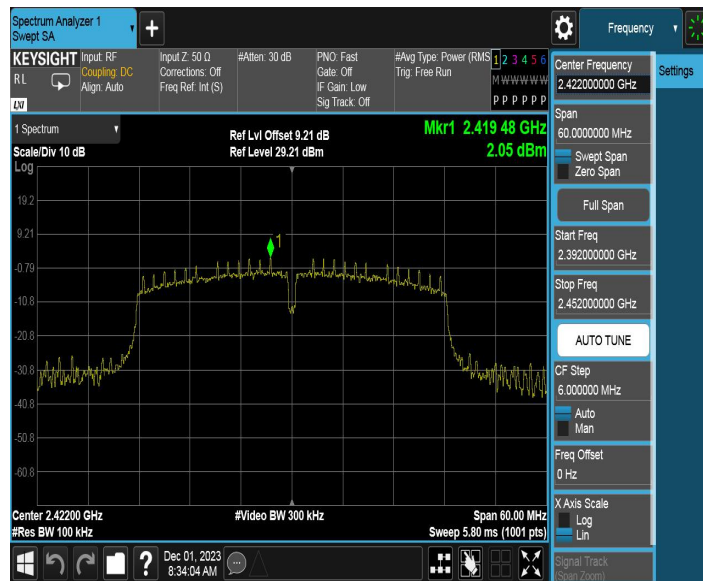 Spectrum Analyzer 1
Swept SA
Frequency
KEYSIGHT
RL
LXI
Input: RF
Coupling: DC
Align: Auto
Input Z: 50 Ω
Corrections: Off
Freq Ref: Int (S)
#Atten: 30 dB
PNO: Fast
Gate: Off
IF Gain: Low
Sig Track: Off
#Avg Type: Power (RMS
Trig: Free Run
1 2 3 4 5 6
M W W W W W
P P P P P P
1 Spectrum
Scale/Div 10 dB
Ref Lvl Offset 9.21 dB
Ref Level 29.21 dBm
Mkr1 2.419 48 GHz
2.05 dBm
Log
19.2
9.21
-0.79
-10.8
-20.8
-30.8
-40.8
-50.8
-60.8
1
Center 2.42200 GHz
#Res BW 100 kHz
#Video BW 300 kHz
Span 60.00 MHz
Sweep 5.80 ms (1001 pts)
Dec 01, 2023
8:34:04 AM
?
Center Frequency
2.422000000 GHz
Settings
Span
60.0000000 MHz
Swept Span
Zero Span
Full Span
Start Freq
2.392000000 GHz
Stop Freq
2.452000000 GHz
AUTO TUNE
CF Step
6.000000 MHz
Auto
Man
Freq Offset
0 Hz
X Axis Scale
Log
Lin
Signal Track
(Span Zoom)